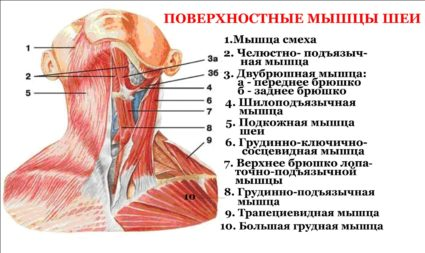 ПОВЕРХНОСТНЫЕ МЫШЦЫ ШЕИ
1.Мышца смеха
2. Челюстно- подъязыч-
ная мышца
3. Двубрюшная мышца:
а - переднее брюшко
б - заднее брюшко
4. Шилоподъязычная
мышца
5. Подкожная мышца
шеи
6. Грудинно-ключично-
сосцевидная мышца
7. Верхнее брюшко лопа-
точно-подъязычной
мышцы
8. Грудинно-подъязычная
мышца
9. Трапециевидная мышца
10. Большая грудная мышца
1
2
5
3а
3б
4
6
7
8
9
10